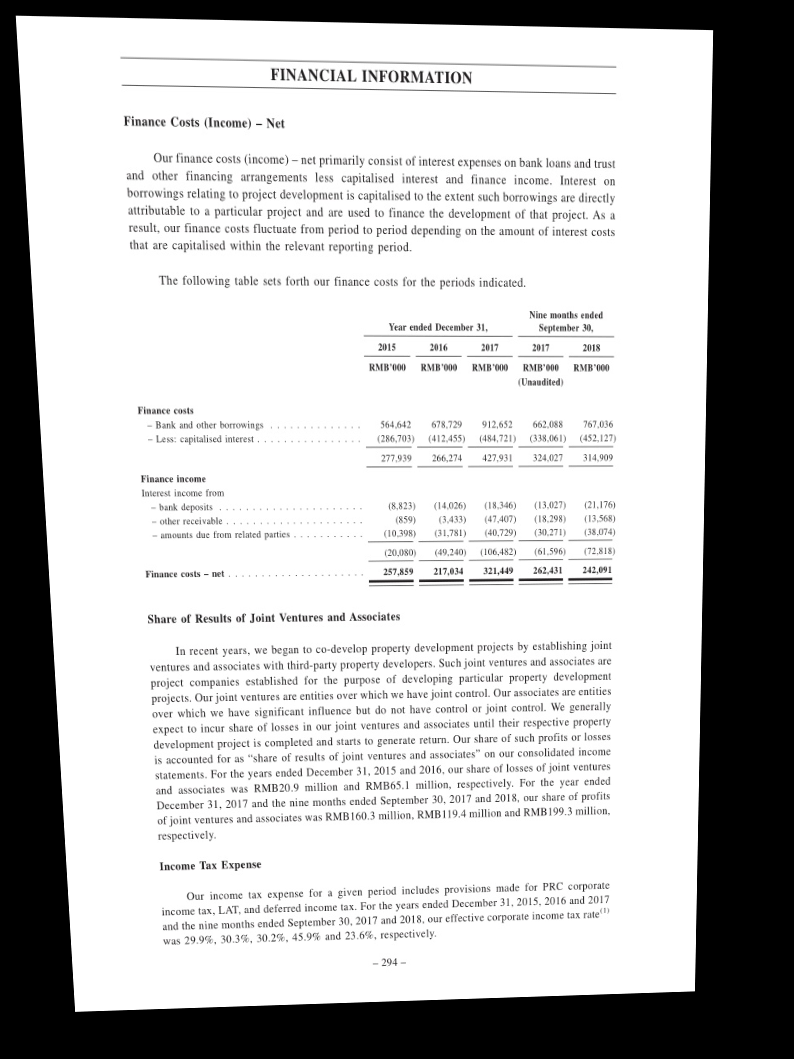 FINANCIAL INFORMATION
Finance Costs (Income) – Net
Our finance costs (income) – net primarily consist of interest expenses on bank loans and trust
and other financing arrangements less capitalised interest and finance income. Interest on
borrowings relating to project development is capitalised to the extent such borrowings are directly
attributable to a particular project and are used to finance the development of that project. As a
result, our finance costs fluctuate from period to period depending on the amount of interest costs
that are capitalised within the relevant reporting period.
The following table sets forth our finance costs for the periods indicated.
Nine months ended
Year ended December 31, September 30,
2015 2016 2017 2017 2018
RMB'000 RMB'000 RMB'000 RMB'000 RMB'000
(Unaudited)
Finance costs
– Bank and other borrowings . . . . . . . . . . . . . . 564,642 678,729 912,652 662,088 767,036
– Less: capitalised interest . . . . . . . . . . . . . . . . (286,703) (412,455) (484,721) (338,061) (452,127)
277,939 266,274 427,931 324,027 314,909
Finance income
Interest income from
– bank deposits . . . . . . . . . . . . . . . . . . . . . . (8,823) (14,026) (18,346) (13,027) (21,176)
– other receivable . . . . . . . . . . . . . . . . . . . . . (859) (3,433) (47,407) (18,298) (13,568)
– amounts due from related parties . . . . . . . . . . . (10,398) (31,781) (40,729) (30,271) (38,074)
(20,080) (49,240) (106,482) (61,596) (72,818)
Finance costs – net . . . . . . . . . . . . . . . . . . . . . 257,859 217,034 321,449 262,431 242,091
Share of Results of Joint Ventures and Associates
In recent years, we began to co-develop property development projects by establishing joint
ventures and associates with third-party property developers. Such joint ventures and associates are
project companies established for the purpose of developing particular property development
projects. Our joint ventures are entities over which we have joint control. Our associates are entities
over which we have significant influence but do not have control or joint control. We generally
expect to incur share of losses in our joint ventures and associates until their respective property
development project is completed and starts to generate return. Our share of such profits or losses
is accounted for as “share of results of joint ventures and associates” on our consolidated income
statements. For the years ended December 31, 2015 and 2016, our share of losses of joint ventures
and associates was RMB20.9 million and RMB65.1 million, respectively. For the year ended
December 31, 2017 and the nine months ended September 30, 2017 and 2018, our share of profits
of joint ventures and associates was RMB160.3 million, RMB119.4 million and RMB199.3 million,
respectively.
Income Tax Expense
Our income tax expense for a given period includes provisions made for PRC corporate
income tax, LAT, and deferred income tax. For the years ended December 31, 2015, 2016 and 2017
and the nine months ended September 30, 2017 and 2018, our effective corporate income tax rate(1)
was 29.9%, 30.3%, 30.2%, 45.9% and 23.6%, respectively.
– 294 –